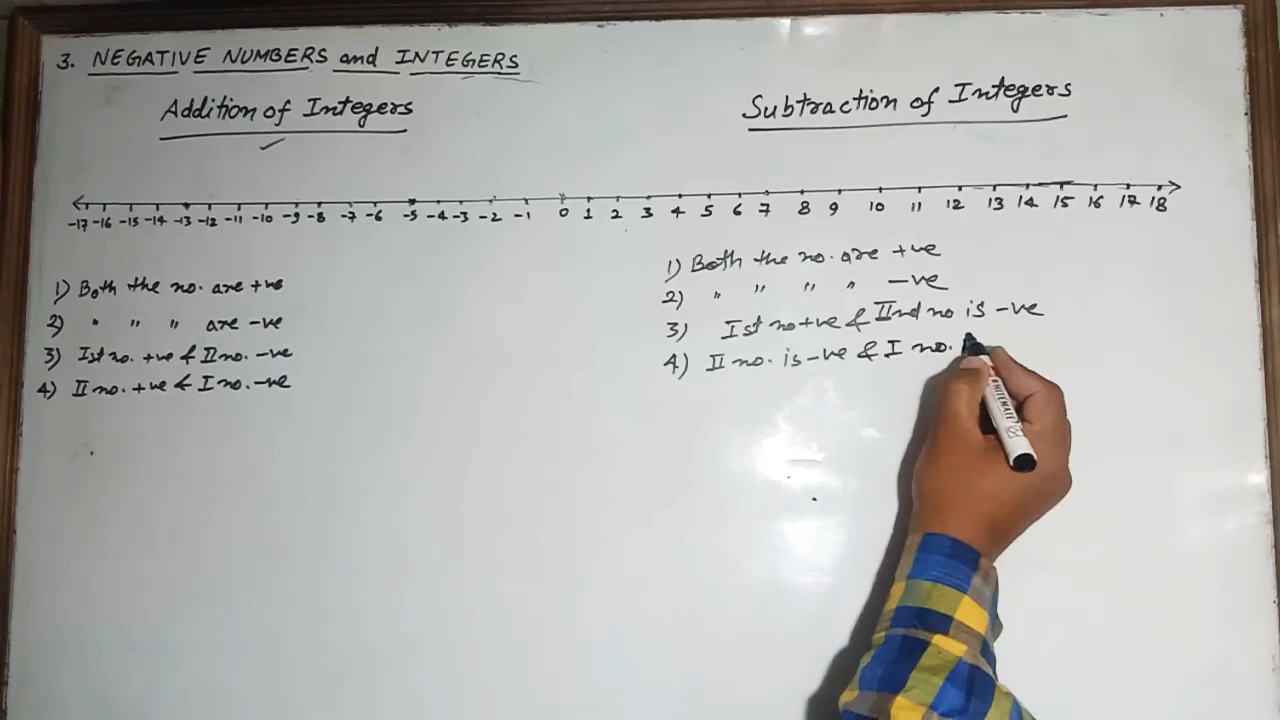 3. NEGATIVE NUMBERS and INTEGERS
Addition of Integers
Subtraction of Integers
-17 -16 -15 -14 -13 -12 -11 -10 -9 -8 -7 -6 -5 -4 -3 -2 -1 0 1 2 3 4 5 6 7 8 9 10 11 12 13 14 15 16 17 18
1) Both the no. are +ve
2) " " " are -ve
3) Ist no. +ve & II no. -ve
4) II no. +ve & I no. -ve
1) Both the no. are +ve
2) " " " " -ve
3) Ist no +ve & IInd no is -ve
4) II no. is -ve & I no.
WHITEMATE